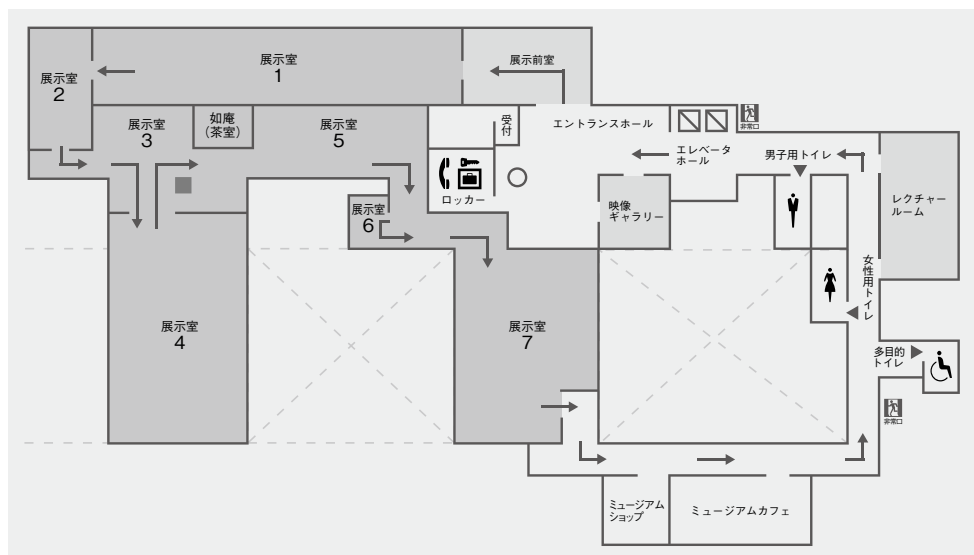 展示室
1
展示前室
展示室
2
展示室
3
如庵
（茶室）
展示室
5
受付
エントランスホール
非常口
エレベータ
ホール
男子用トイレ
ロッカー
展示室
6
映像
ギャラリー
レクチャー
ルーム
女性用トイレ
展示室
4
展示室
7
多目的
トイレ
非常口
ミュージアム
ショップ
ミュージアムカフェ